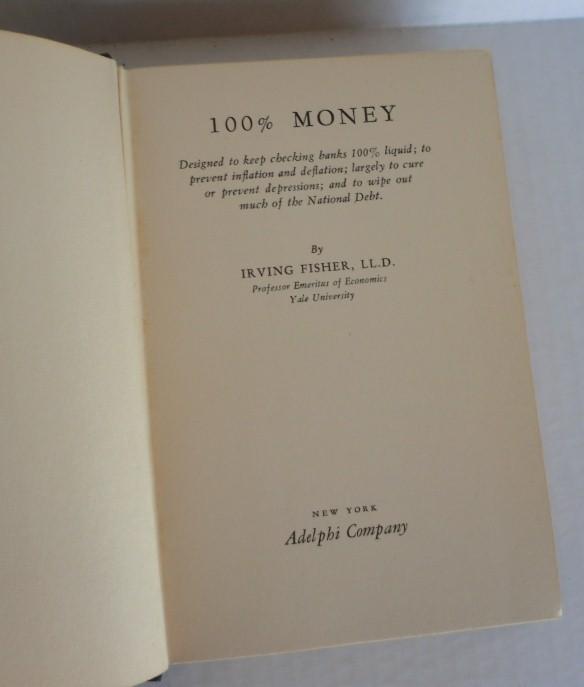 100% MONEY
Designed to keep checking banks 100% liquid; to
prevent inflation and deflation; largely to cure
or prevent depressions; and to wipe out
much of the National Debt.
By
IRVING FISHER, LL.D.
Professor Emeritus of Economics
Yale University
NEW YORK
Adelphi Company